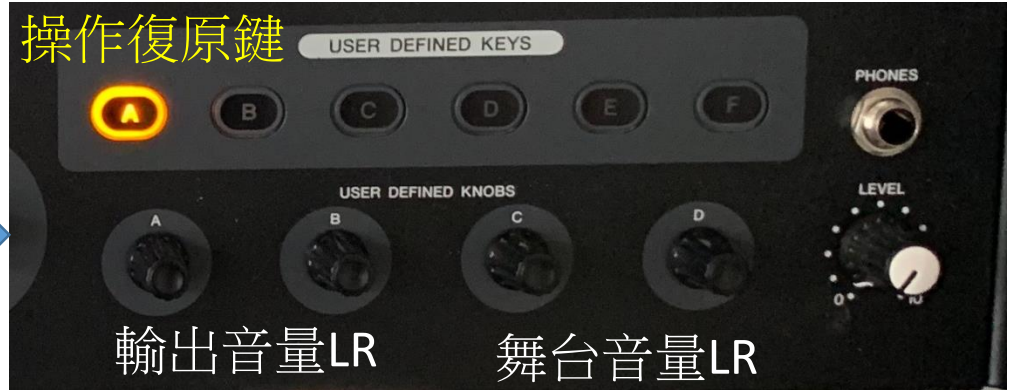 操作復原鍵
USER DEFINED KEYS
A B C D E F
PHONES
USER DEFINED KNOBS
LEVEL
A B C D
0 10
輸出音量LR 舞台音量LR